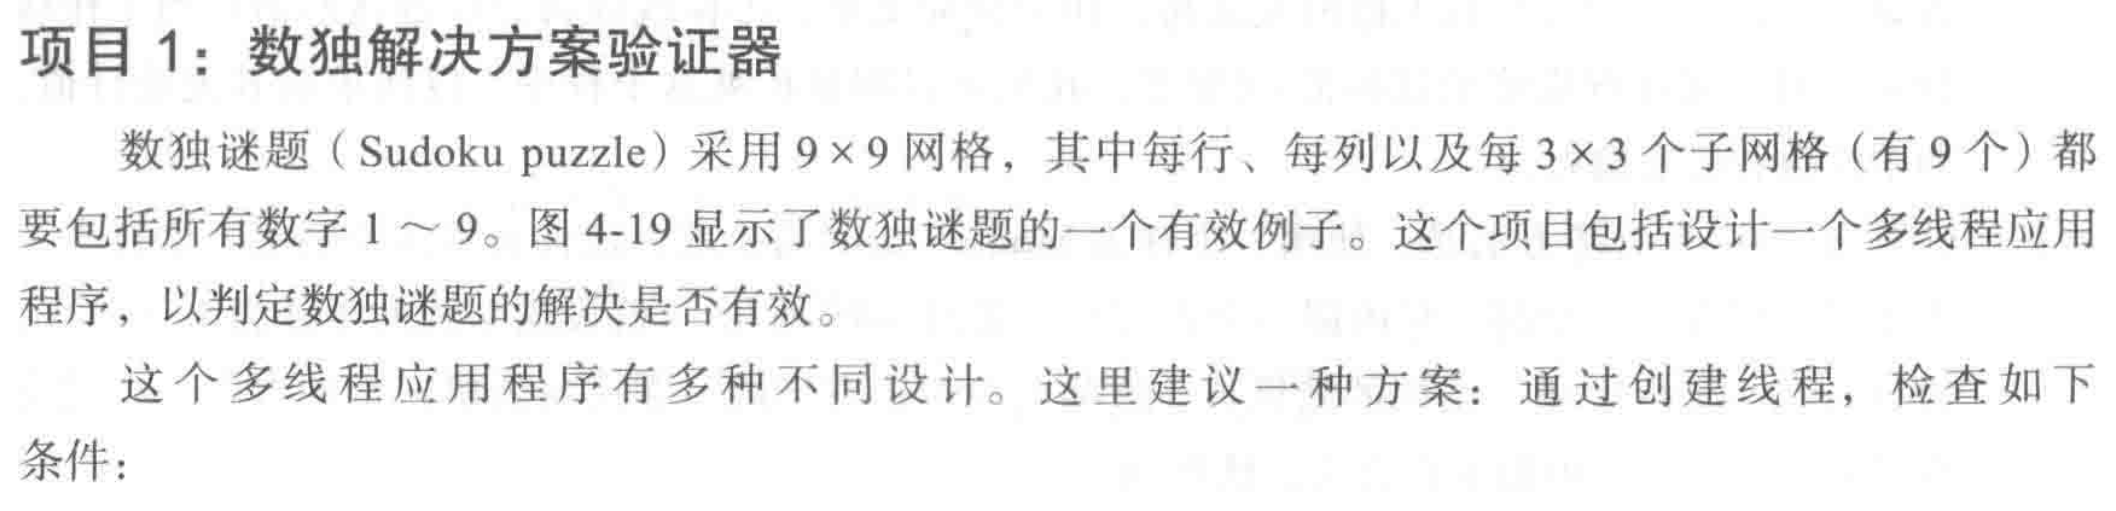 项目 1：数独解决方案验证器
数独谜题（Sudoku puzzle）采用 9 × 9 网格，其中每行、每列以及每 3 × 3 个子网格（有 9 个）都
要包括所有数字 1 ～ 9。图 4-19 显示了数独谜题的一个有效例子。这个项目包括设计一个多线程应用
程序，以判定数独谜题的解决是否有效。
这个多线程应用程序有多种不同设计。这里建议一种方案：通过创建线程，检查如下
条件：